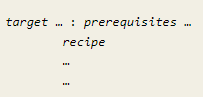 target … : prerequisites …
        recipe
        …
        …